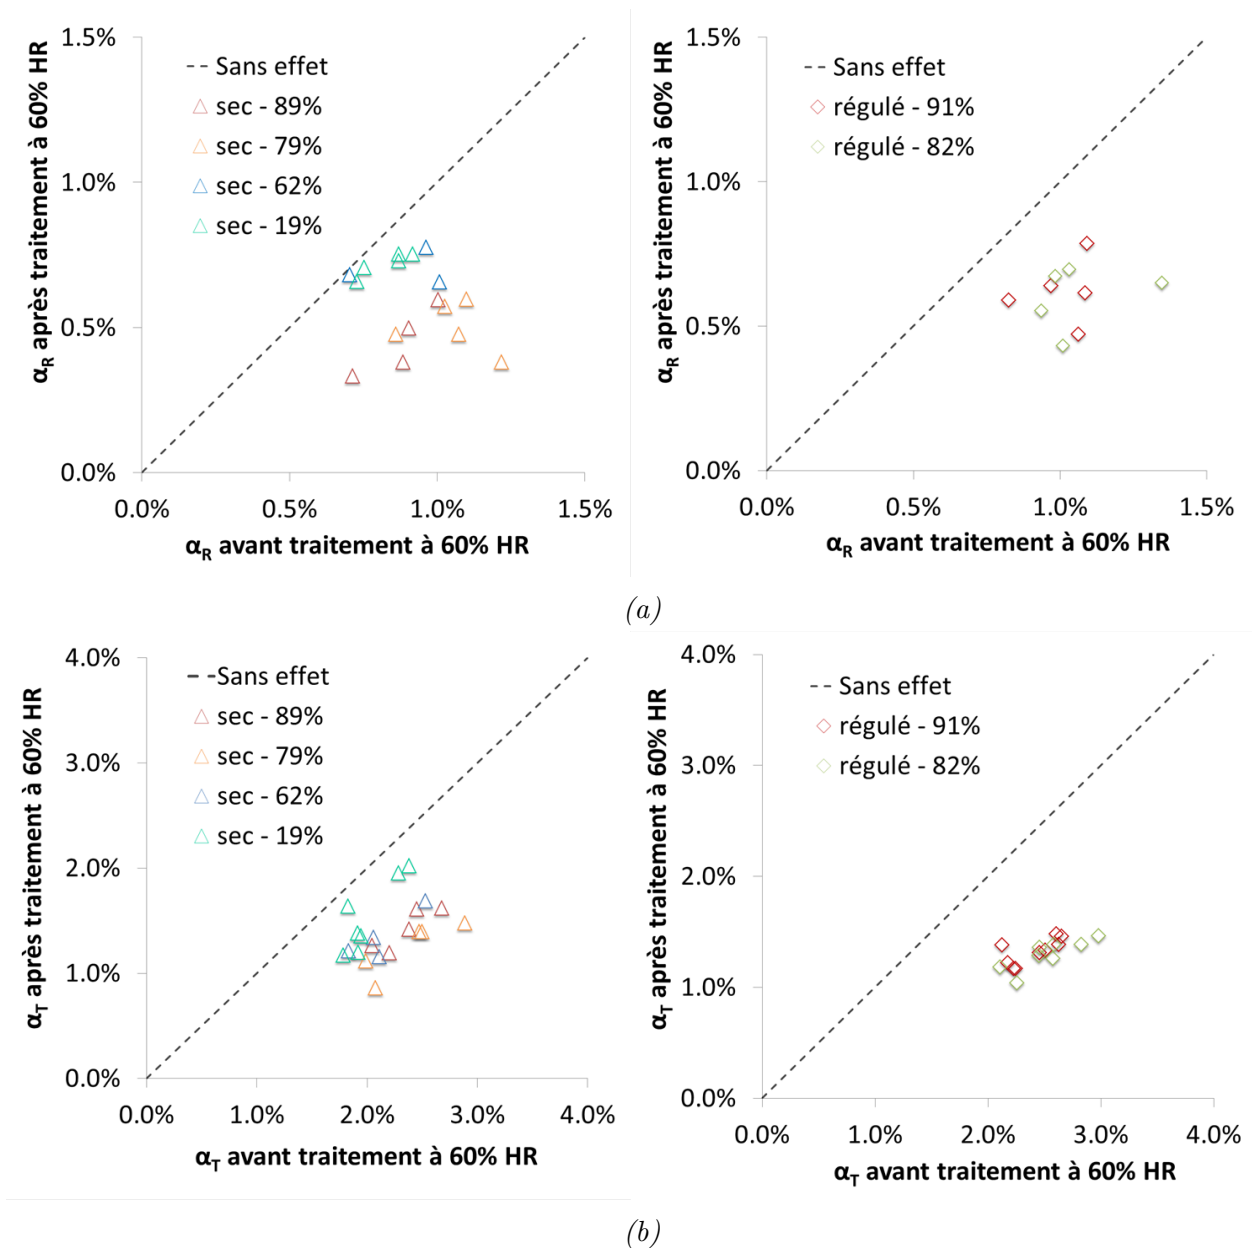 1.5%
1.0%
0.5%
0.0%
αR après traitement à 60% HR
-- Sans effet
sec - 89%
sec - 79%
sec - 62%
sec - 19%
0.0% 0.5% 1.0% 1.5%
αR avant traitement à 60% HR
1.5%
1.0%
0.5%
0.0%
αR après traitement à 60% HR
-- Sans effet
régulé - 91%
régulé - 82%
0.0% 0.5% 1.0% 1.5%
αR avant traitement à 60% HR
(a)
4.0%
3.0%
2.0%
1.0%
0.0%
αT après traitement à 60% HR
Sans effet
sec - 89%
sec - 79%
sec - 62%
sec - 19%
0.0% 1.0% 2.0% 3.0% 4.0%
αT avant traitement à 60% HR
4.0%
3.0%
2.0%
1.0%
0.0%
αT après traitement à 60% HR
Sans effet
régulé - 91%
régulé - 82%
0.0% 1.0% 2.0% 3.0% 4.0%
αT avant traitement à 60% HR
(b)